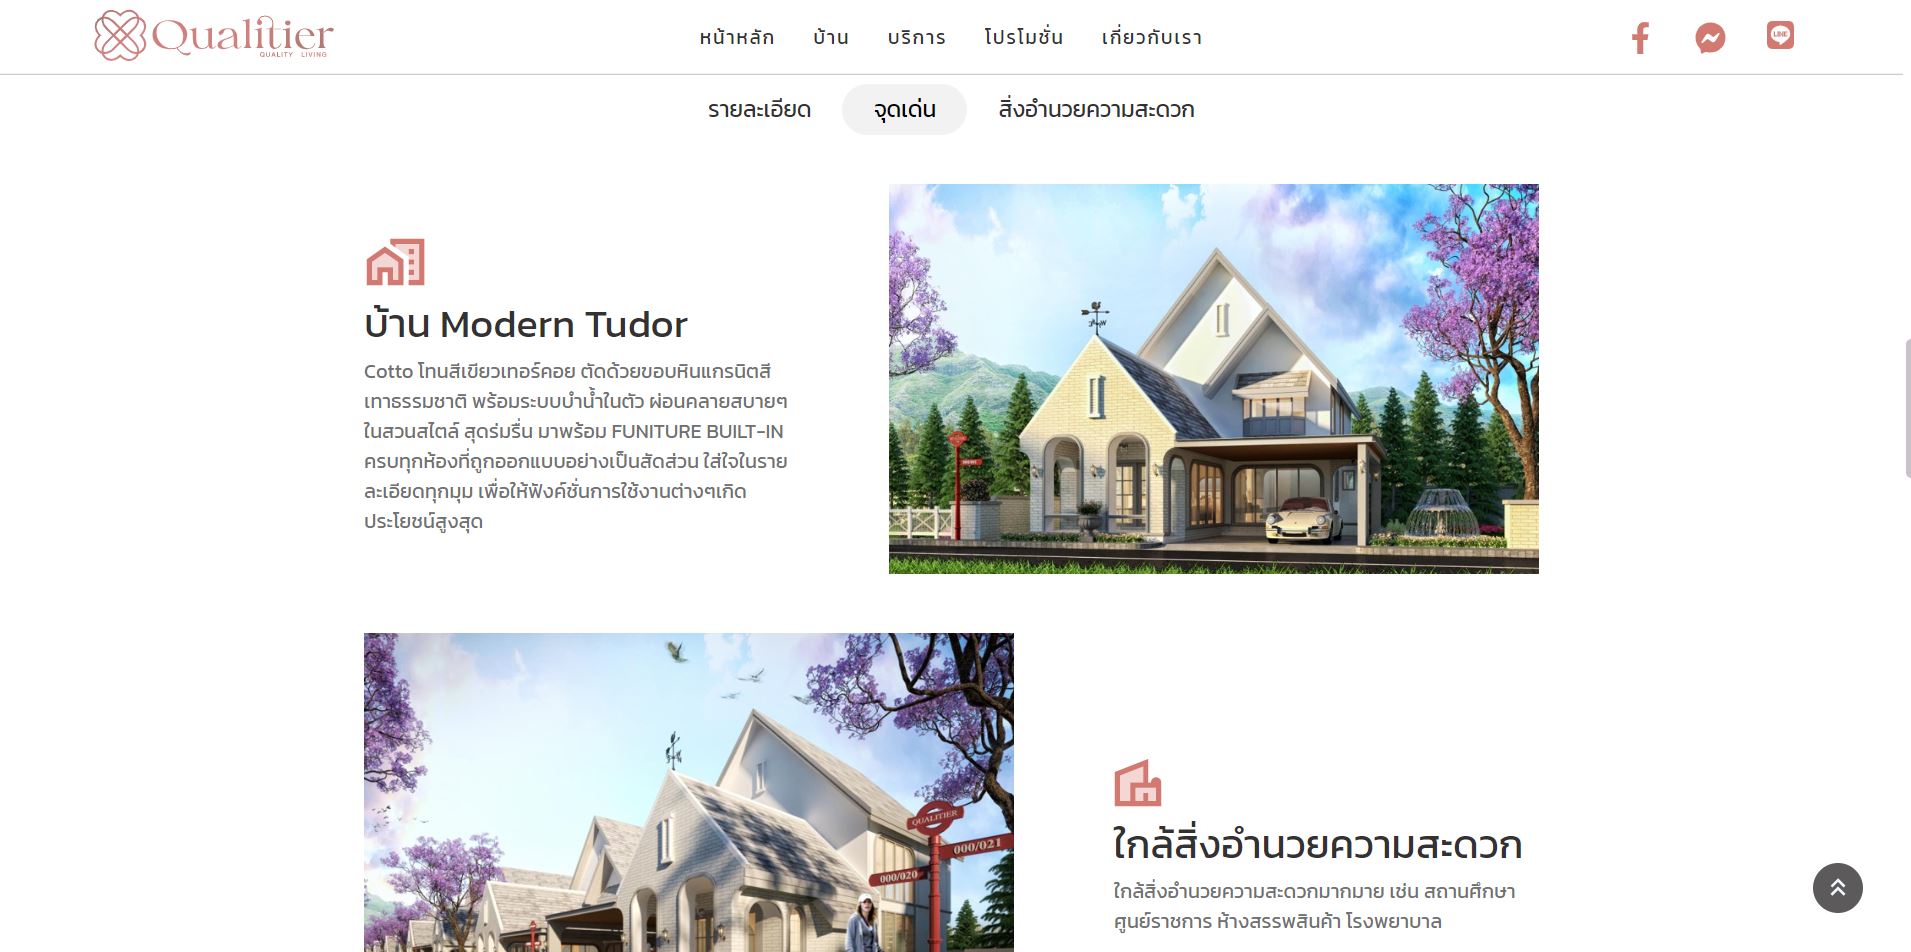 Qualitier
QUALITY LIVING
หน้าหลัก
บ้าน
บริการ
โปรโมชั่น
เกี่ยวกับเรา
LINE
รายละเอียด
จุดเด่น
สิ่งอำนวยความสะดวก
บ้าน Modern Tudor
Cotto โทนสีเขียวเทอร์คอย ตัดด้วยขอบหินแกรนิตสี
เทาธรรมชาติ พร้อมระบบบำน้ำในตัว ผ่อนคลายสบายๆ
ในสวนสไตล์ สุดร่มรื่น มาพร้อม FUNITURE BUILT-IN
ครบทุกห้องที่ถูกออกแบบอย่างเป็นสัดส่วน ใส่ใจในราย
ละเอียดทุกมุม เพื่อให้ฟังค์ชั่นการใช้งานต่างๆเกิด
ประโยชน์สูงสุด
QUALITIER
000/021
000/020
ใกล้สิ่งอำนวยความสะดวก
ใกล้สิ่งอำนวยความสะดวกมากมาย เช่น สถานศึกษา
ศูนย์ราชการ ห้างสรรพสินค้า โรงพยาบาล